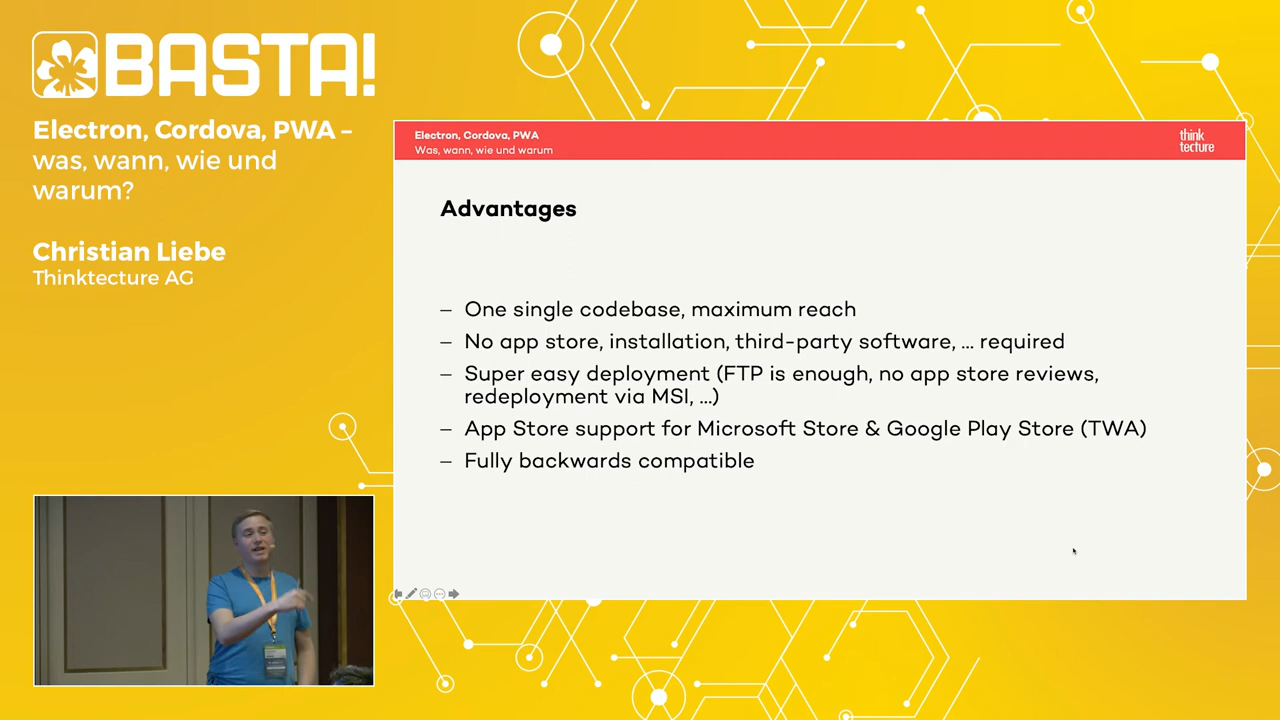 BASTA!
Electron, Cordova, PWA –
was, wann, wie und
warum?
Christian Liebe
Thinktecture AG
Electron, Cordova, PWA
Was, wann, wie und warum
think
tecture
Advantages
– One single codebase, maximum reach
– No app store, installation, third-party software, ... required
– Super easy deployment (FTP is enough, no app store reviews,
redeployment via MSI, ...)
– App Store support for Microsoft Store & Google Play Store (TWA)
– Fully backwards compatible